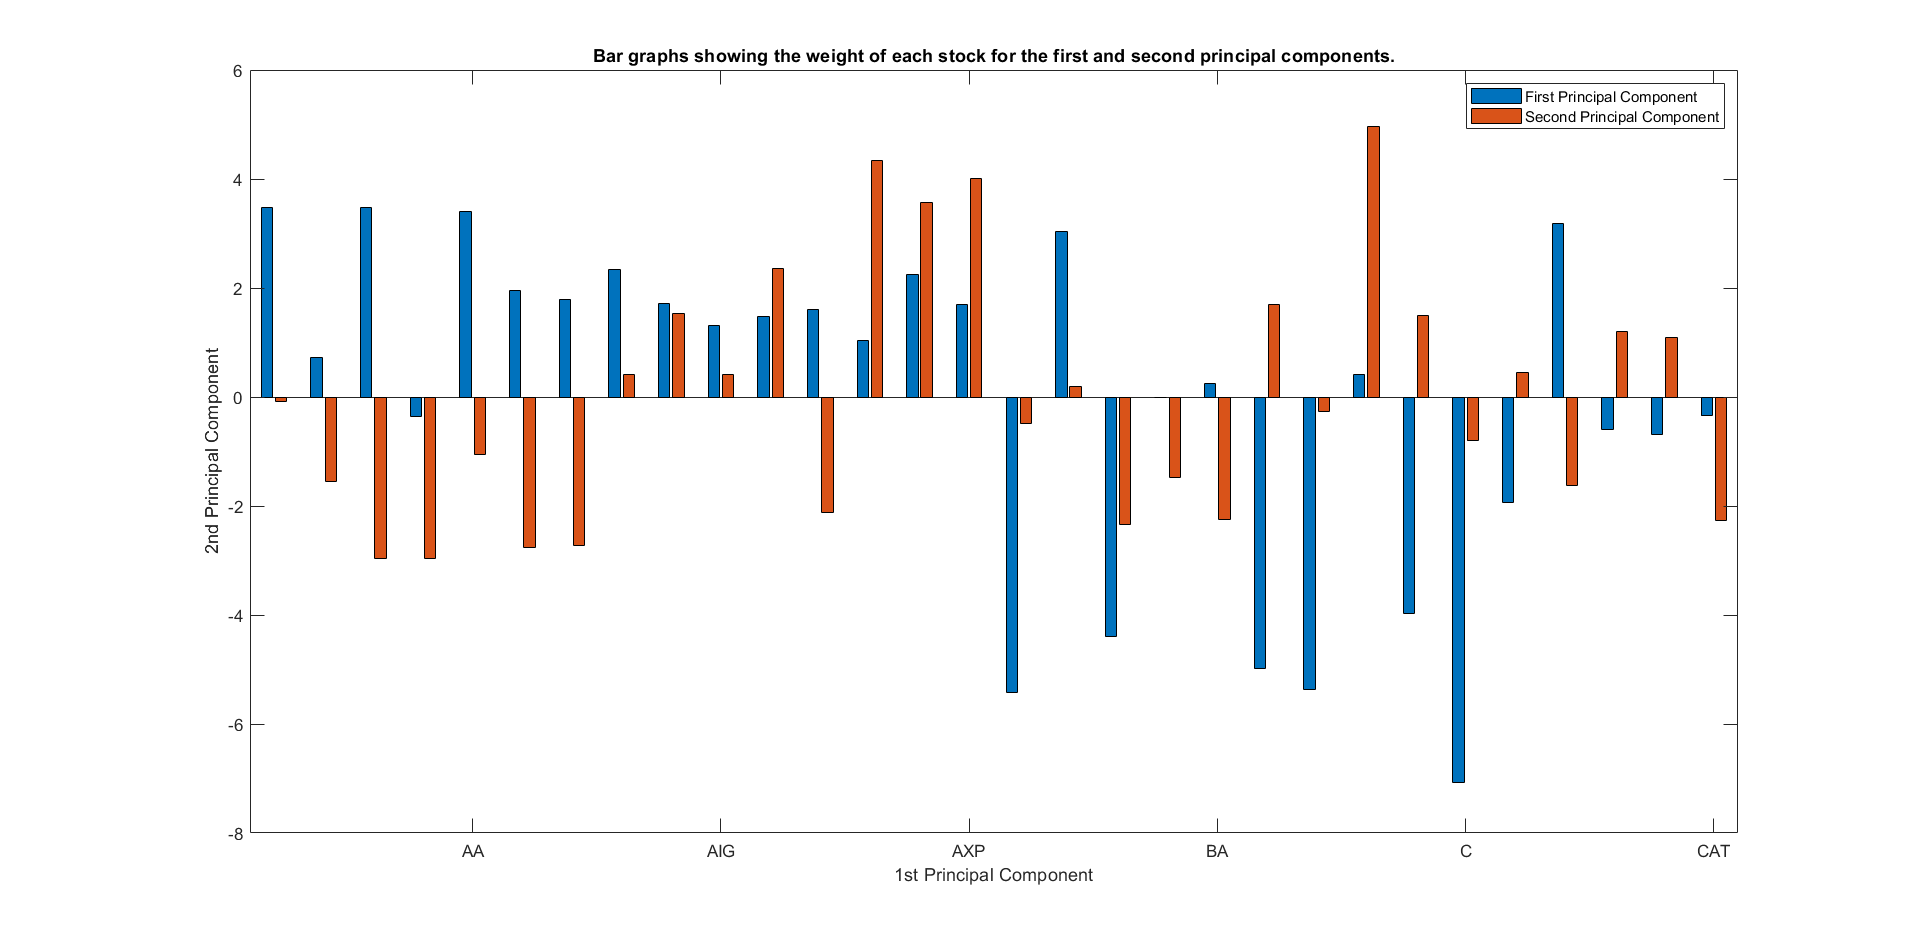 Bar graphs showing the weight of each stock for the first and second principal components.
First Principal Component
Second Principal Component
6
4
2
0
-2
-4
-6
-8
2nd Principal Component
AA AIG AXP BA C CAT
1st Principal Component